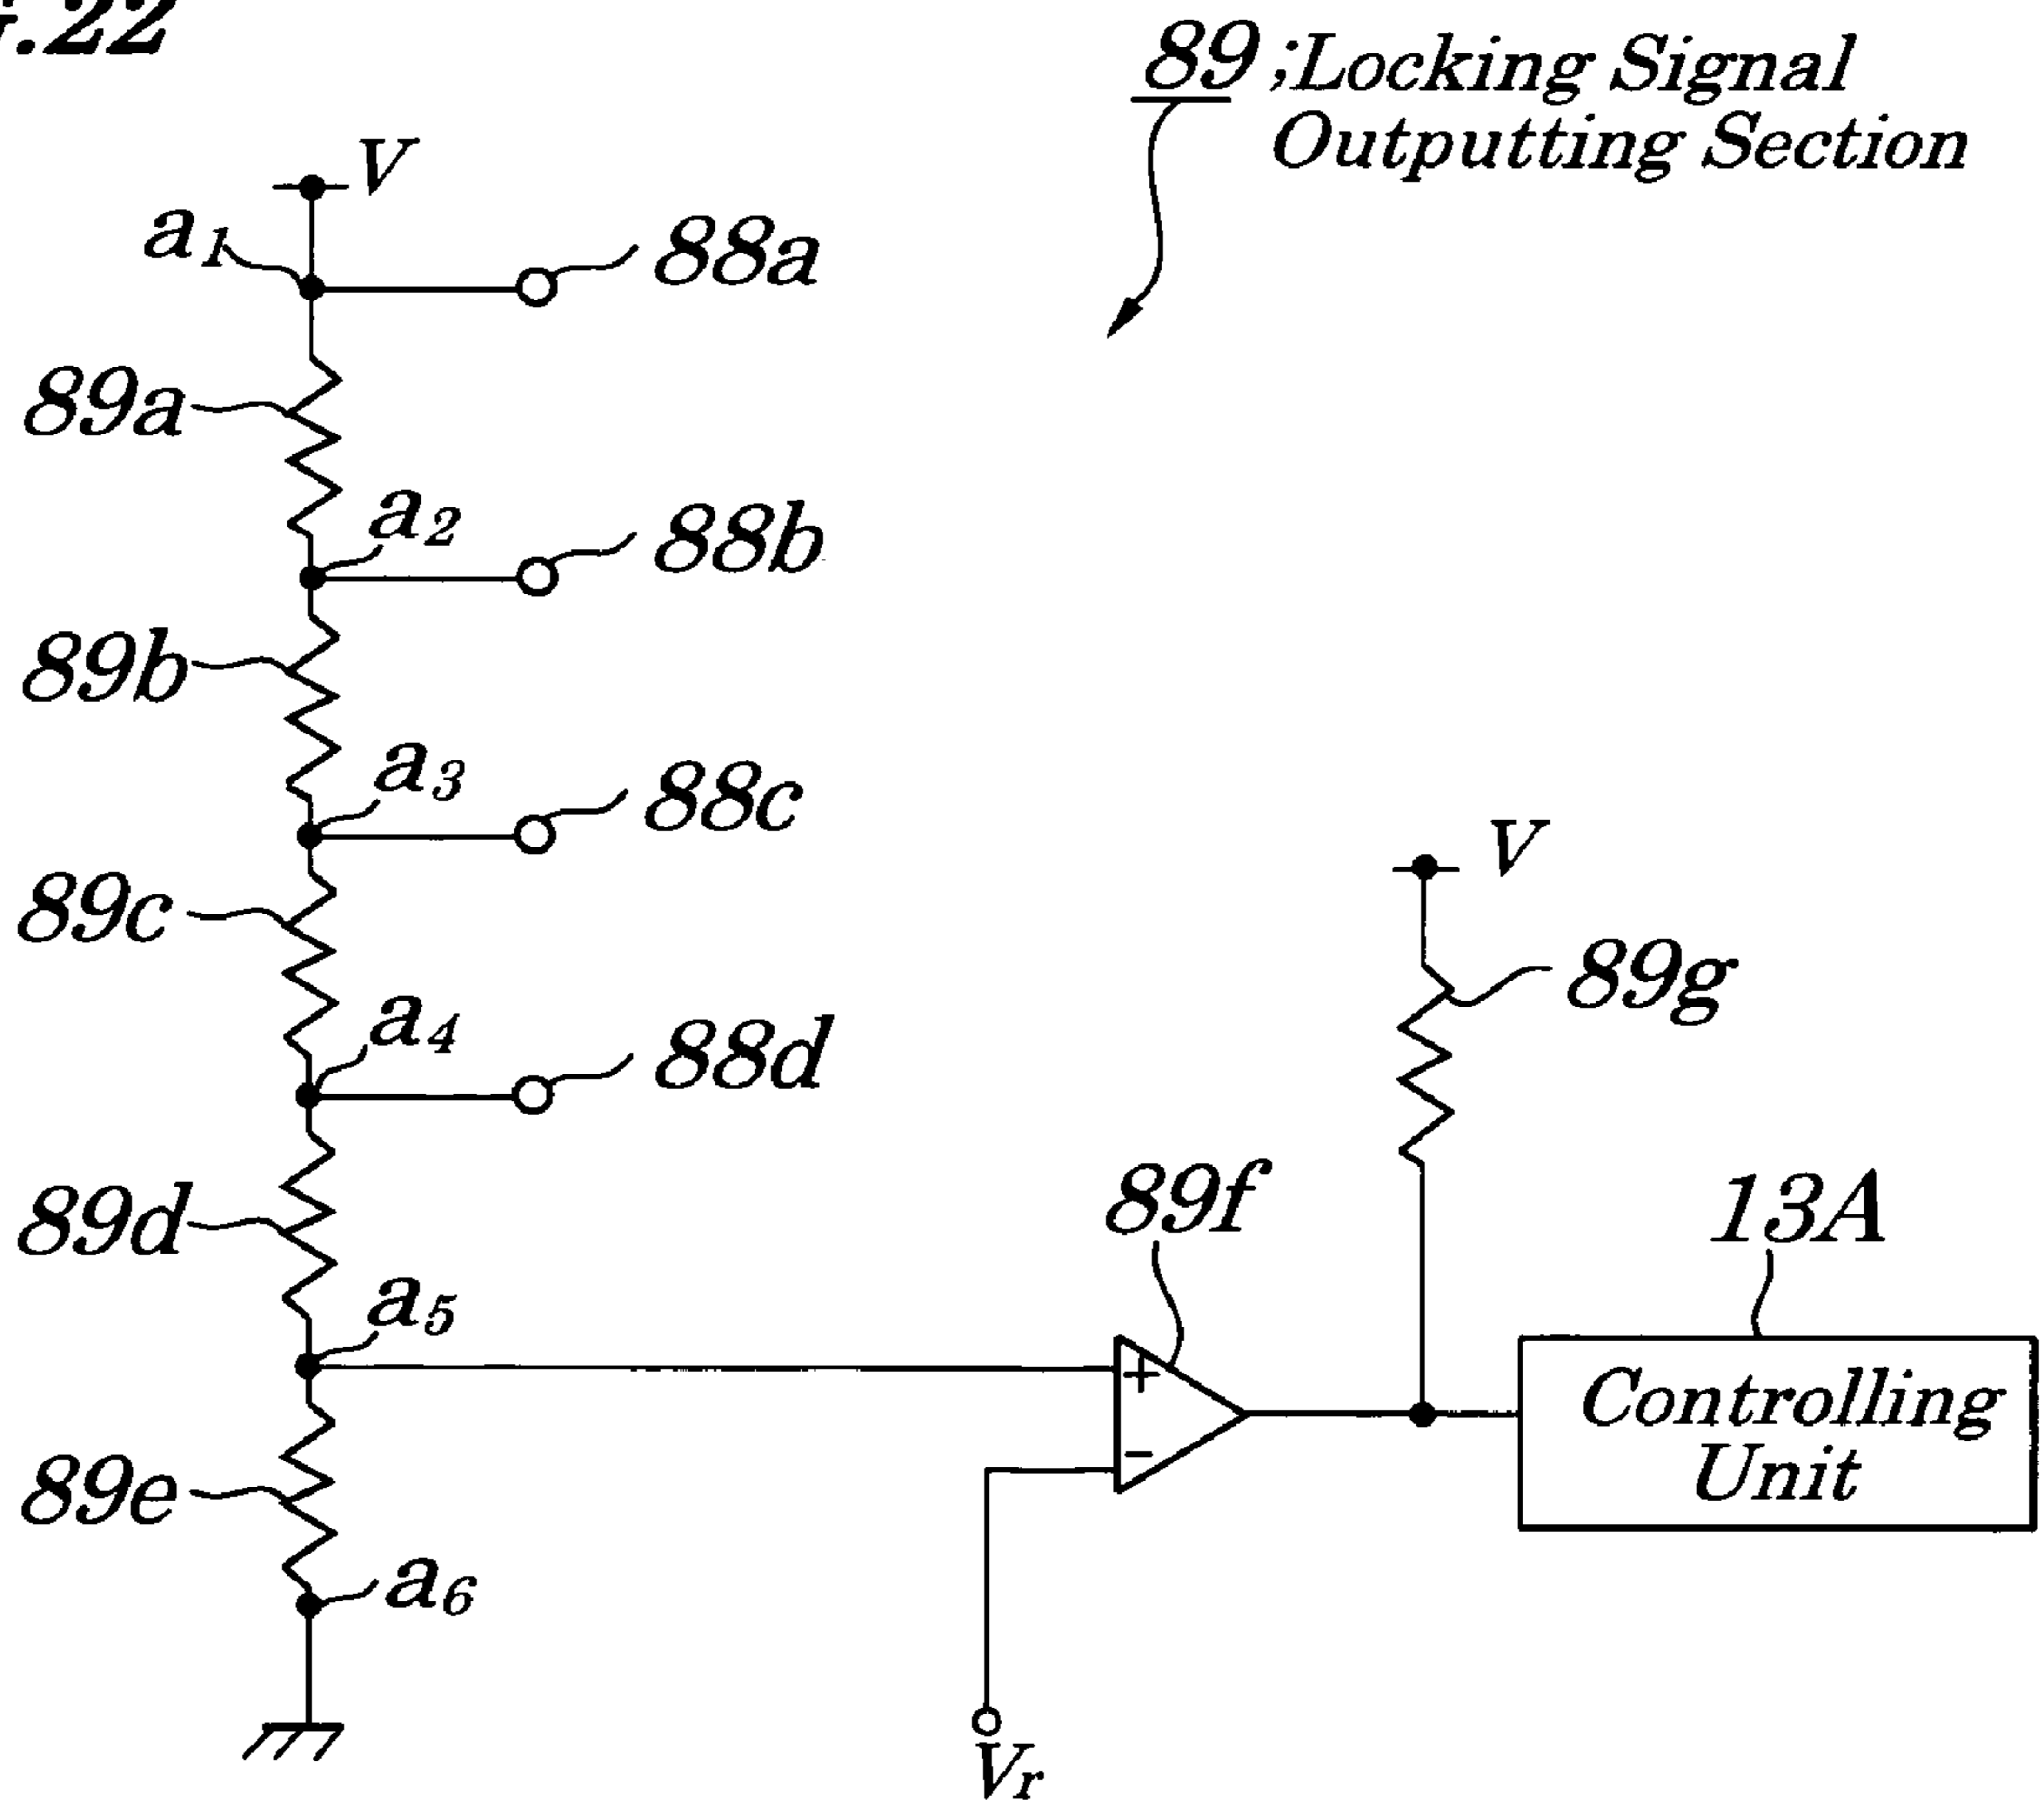 .22
89 ;Locking Signal
Outputting Section
V
a1
88a
89a
a2
88b
89b
a3
88c
V
89c
89g
a4
88d
89f
13A
89d
a5
+
Controlling
Unit
−
89e
a6
Vr